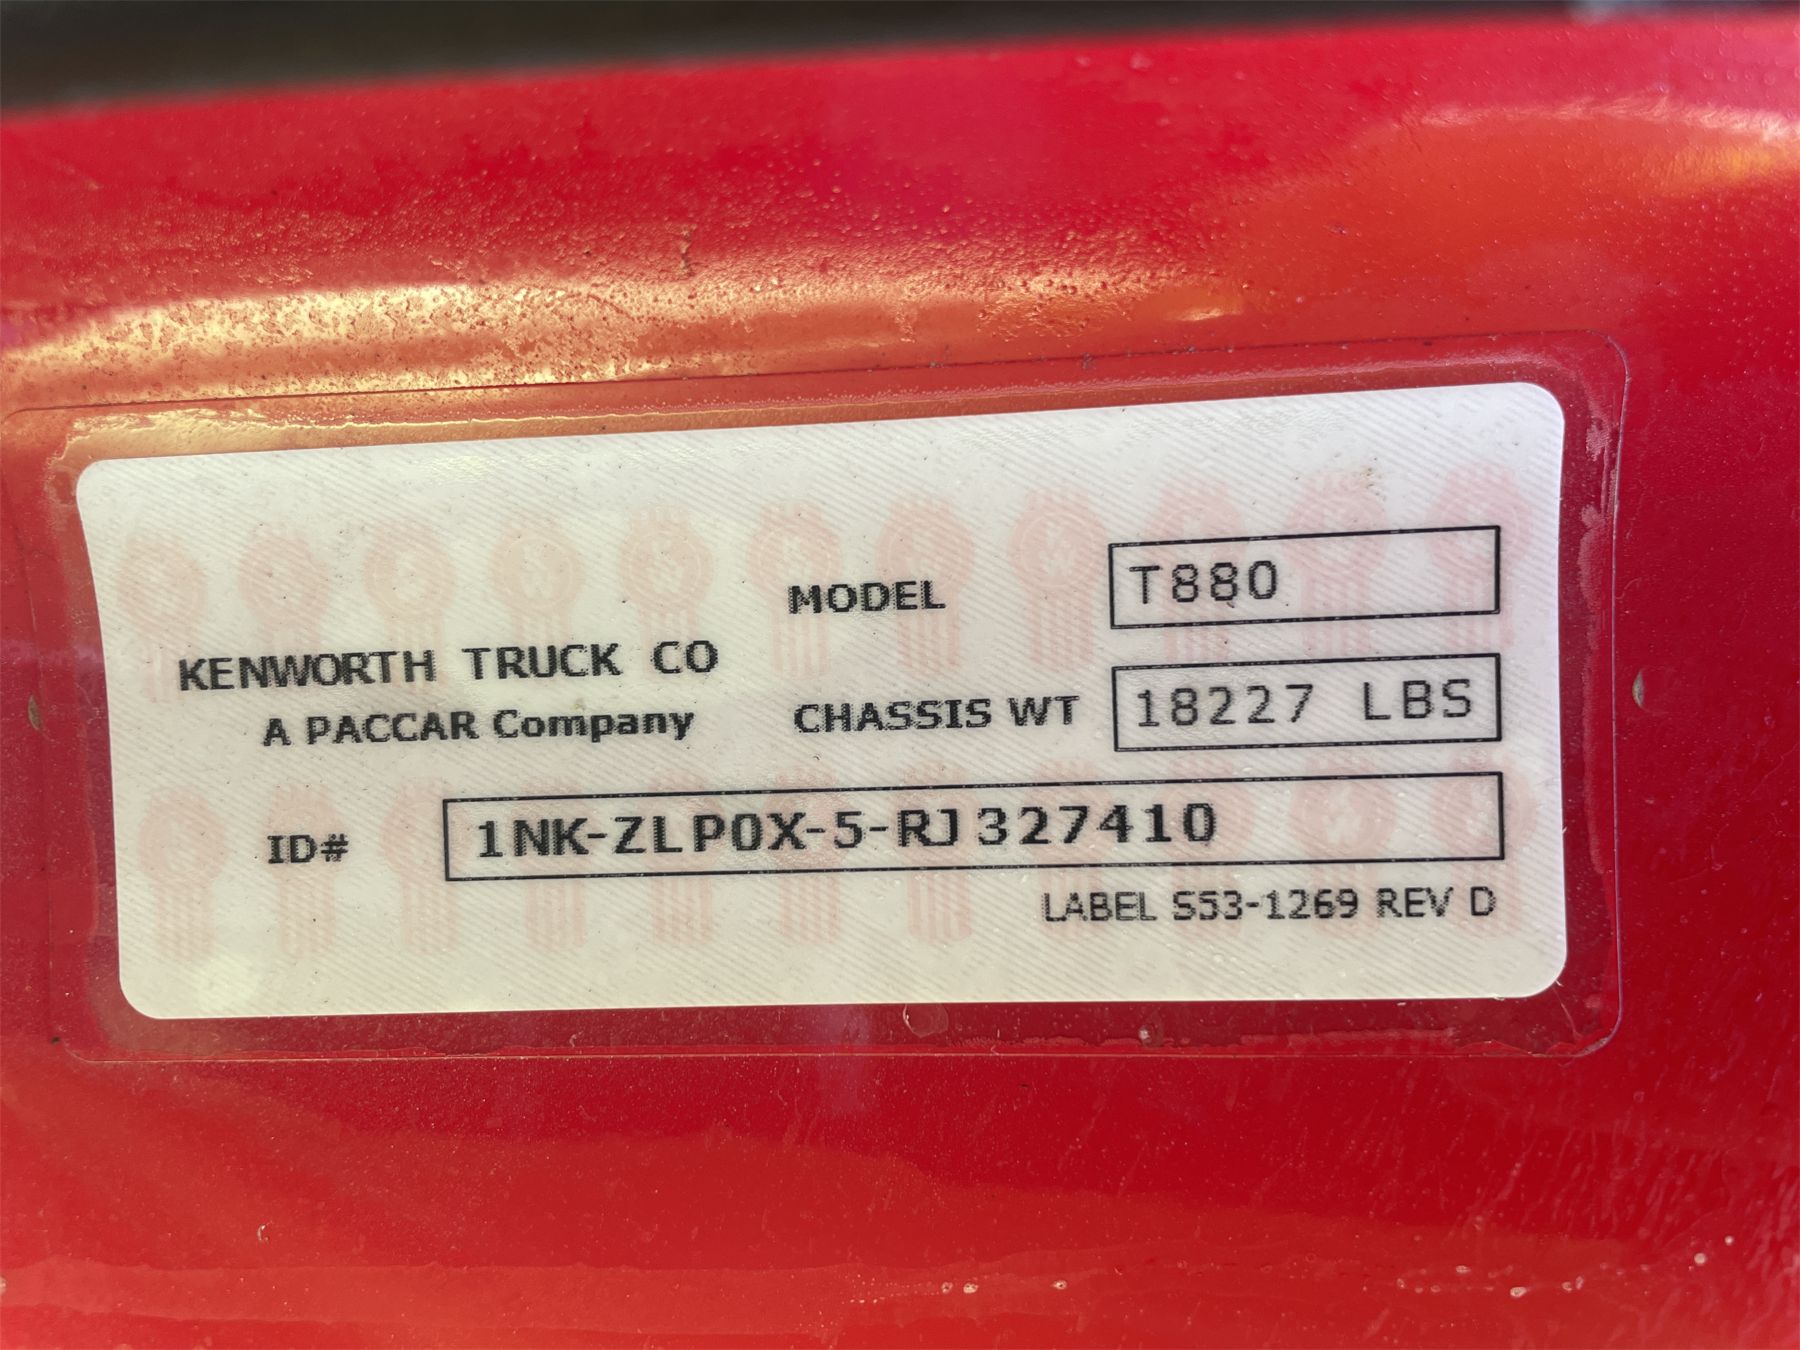 MODEL T880
KENWORTH TRUCK CO
A PACCAR Company
CHASSIS WT 18227 LBS
ID# 1NK-ZLP0X-5-RJ327410
LABEL S53-1269 REV D